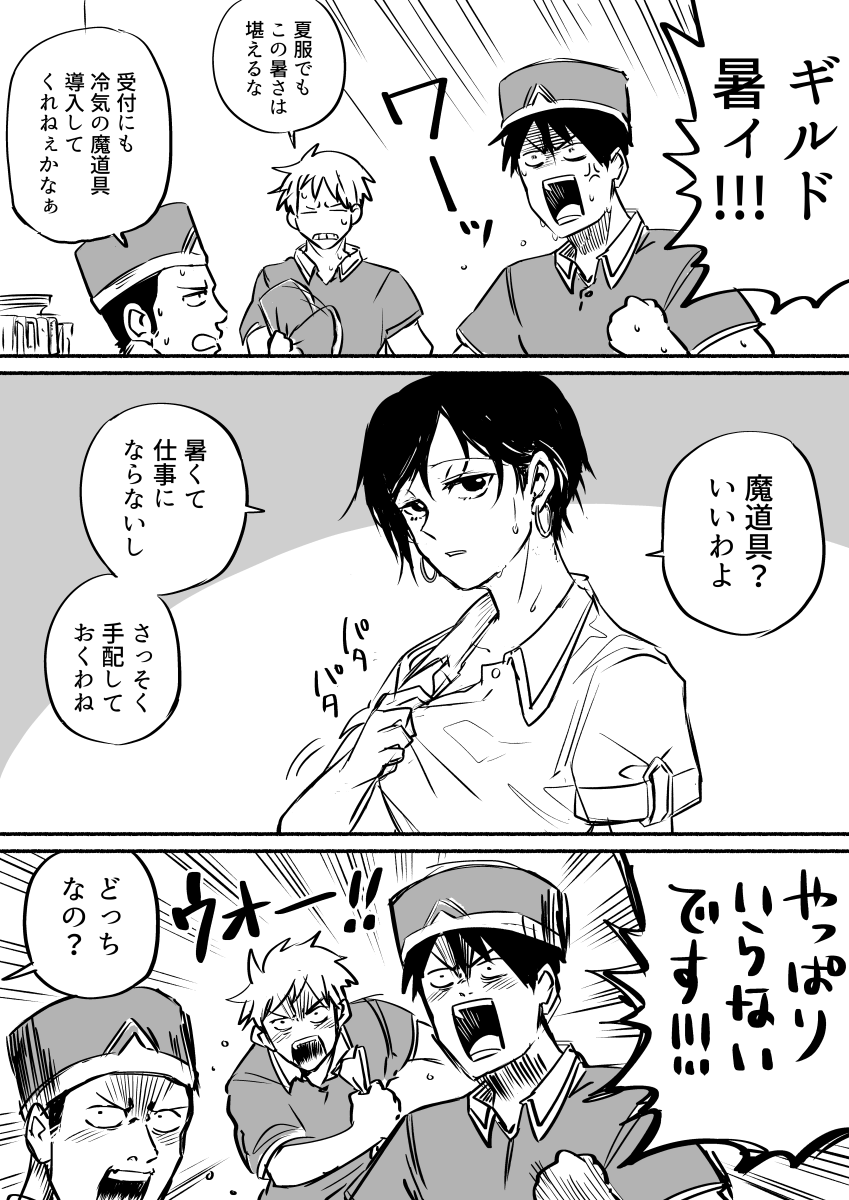 ギルド
暑ィ!!!
ワーッ
夏服でも
この暑さは
堪えるな
受付にも
冷気の魔道具
導入して
くれねぇかなぁ
魔道具？
いいわよ
暑くて
仕事に
ならないし
さっそく
手配して
おくわね
パタ
パタ
パタ
やっぱり
いらない
です!!!
ウオー!!
どっち
なの？